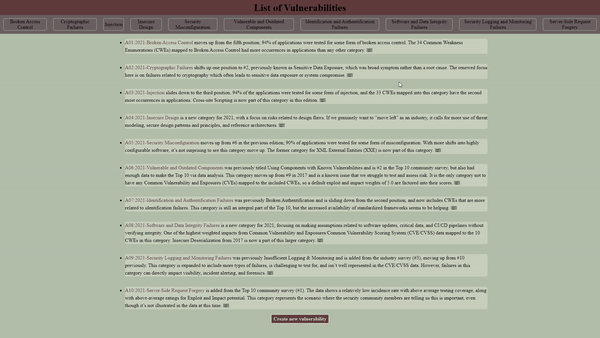 List of Vulnerabilities
Broken Access Control
Cryptographic Failures
Injection
Insecure Design
Security Misconfiguration
Vulnerable and Outdated Components
Identification and Authentification Failures
Software and Data Integrity Failures
Security Logging and Monitoring Failures
Server-Side Request Forgery
A01:2021-Broken Access Control moves up from the fifth position; 94% of applications were tested for some form of broken access control. The 34 Common Weakness
Enumerations (CWEs) mapped to Broken Access Control had more occurrences in applications than any other category.
A02:2021-Cryptographic Failures shifts up one position to #2, previously known as Sensitive Data Exposure, which was broad symptom rather than a root cause. The renewed focus
here is on failures related to cryptography which often leads to sensitive data exposure or system compromise.
A03:2021-Injection slides down to the third position. 94% of the applications were tested for some form of injection, and the 33 CWEs mapped into this category have the second
most occurrences in applications. Cross-site Scripting is now part of this category in this edition.
A04:2021-Insecure Design is a new category for 2021, with a focus on risks related to design flaws. If we genuinely want to "move left" as an industry, it calls for more use of threat
modeling, secure design patterns and principles, and reference architectures.
A05:2021-Security Misconfiguration moves up from #6 in the previous edition; 90% of applications were tested for some form of misconfiguration. With more shifts into highly
configurable software, it's not surprising to see this category move up. The former category for XML External Entities (XXE) is now part of this category.
A06:2021-Vulnerable and Outdated Components was previously titled Using Components with Known Vulnerabilities and is #2 in the Top 10 community survey, but also had
enough data to make the Top 10 via data analysis. This category moves up from #9 in 2017 and is a known issue that we struggle to test and assess risk. It is the only category not to
have any Common Vulnerability and Exposures (CVEs) mapped to the included CWEs, so a default exploit and impact weights of 5.0 are factored into their scores.
A07:2021-Identification and Authentification Failures was previously Broken Authentification and is sliding down from the second position, and now includes CWEs that are more
related to identification failures. This category is still an integral part of the Top 10, but the increased availability of standardized frameworks seems to be helping.
A08:2021-Software and Data Integrity Failures is a new category for 2021, focusing on making assumptions related to software updates, critical data, and CI/CD pipelines without
verifying integrity. One of the highest weighted impacts from Common Vulnerability and Exposures/Common Vulnerability Scoring System (CVE/CVSS) data mapped to the 10
CWEs in this category. Insecure Deserialization from 2017 is now a part of this larger category.
A09:2021-Security Logging and Monitoring Failures was previously Insufficient Logging & Monitoring and is added from the industry survey (#3), moving up from #10
previously. This category is expanded to include more types of failures, is challenging to test for, and isn't well represented in the CVE/CVSS data. However, failures in this
category can directly impact visibility, incident alerting, and forensics.
A10:2021-Server-Side Request Forgery is added from the Top 10 community survey (#1). The data shows a relatively low incidence rate with above average testing coverage, along
with above-average ratings for Exploit and Impact potential. This category represents the scenario where the security community members are telling us this is important, even
though it's not illustrated in the data at this time.
Create new vulnerability